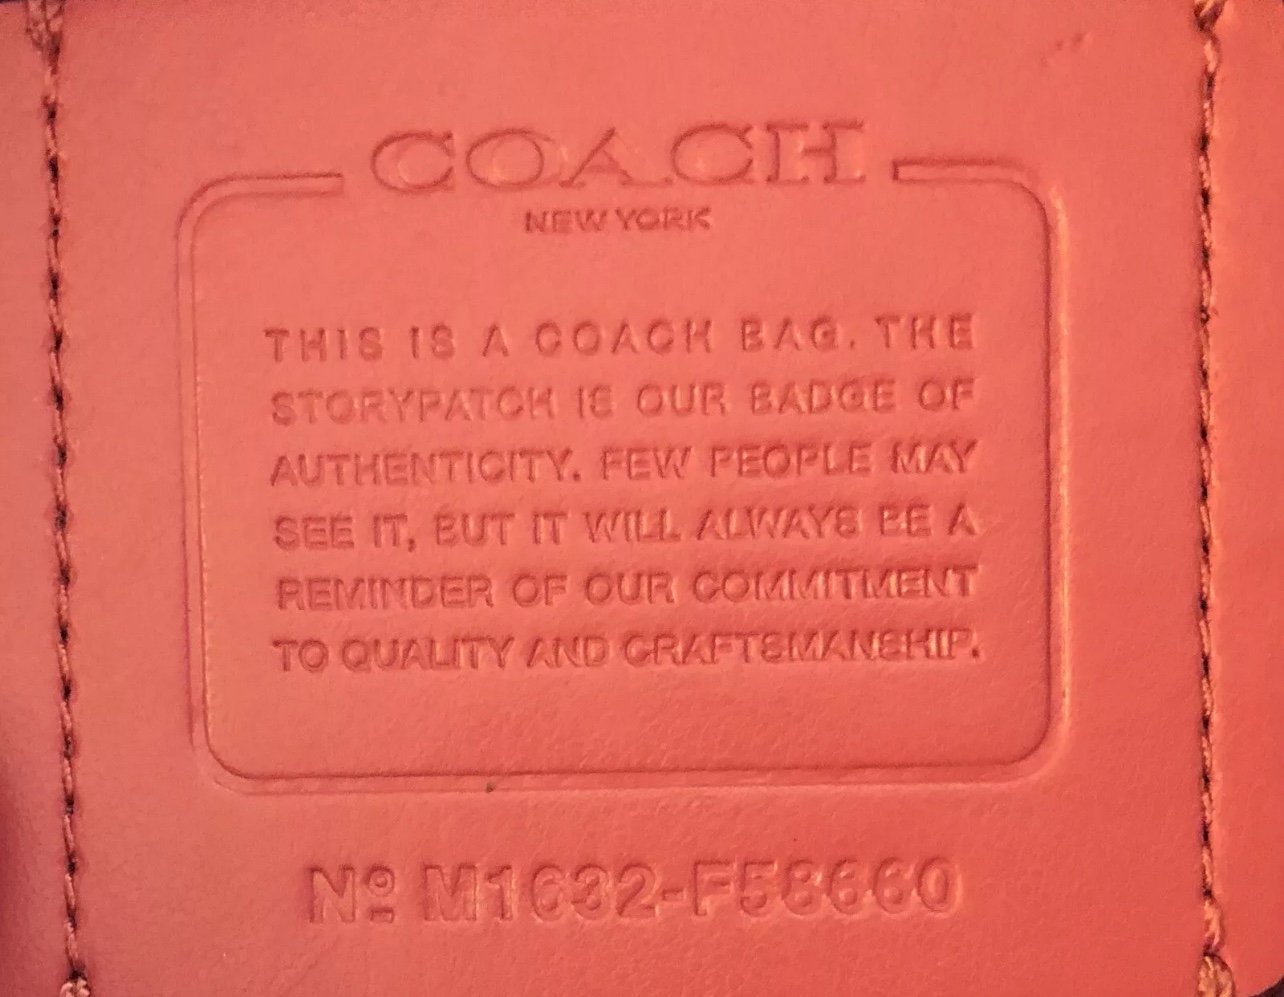 COACH
NEW YORK
THIS IS A COACH BAG. THE
STORYPATCH IS OUR BADGE OF
AUTHENTICITY. FEW PEOPLE MAY
SEE IT, BUT IT WILL ALWAYS BE A
REMINDER OF OUR COMMITMENT
TO QUALITY AND CRAFTSMANSHIP.
Nº M1632-F58660